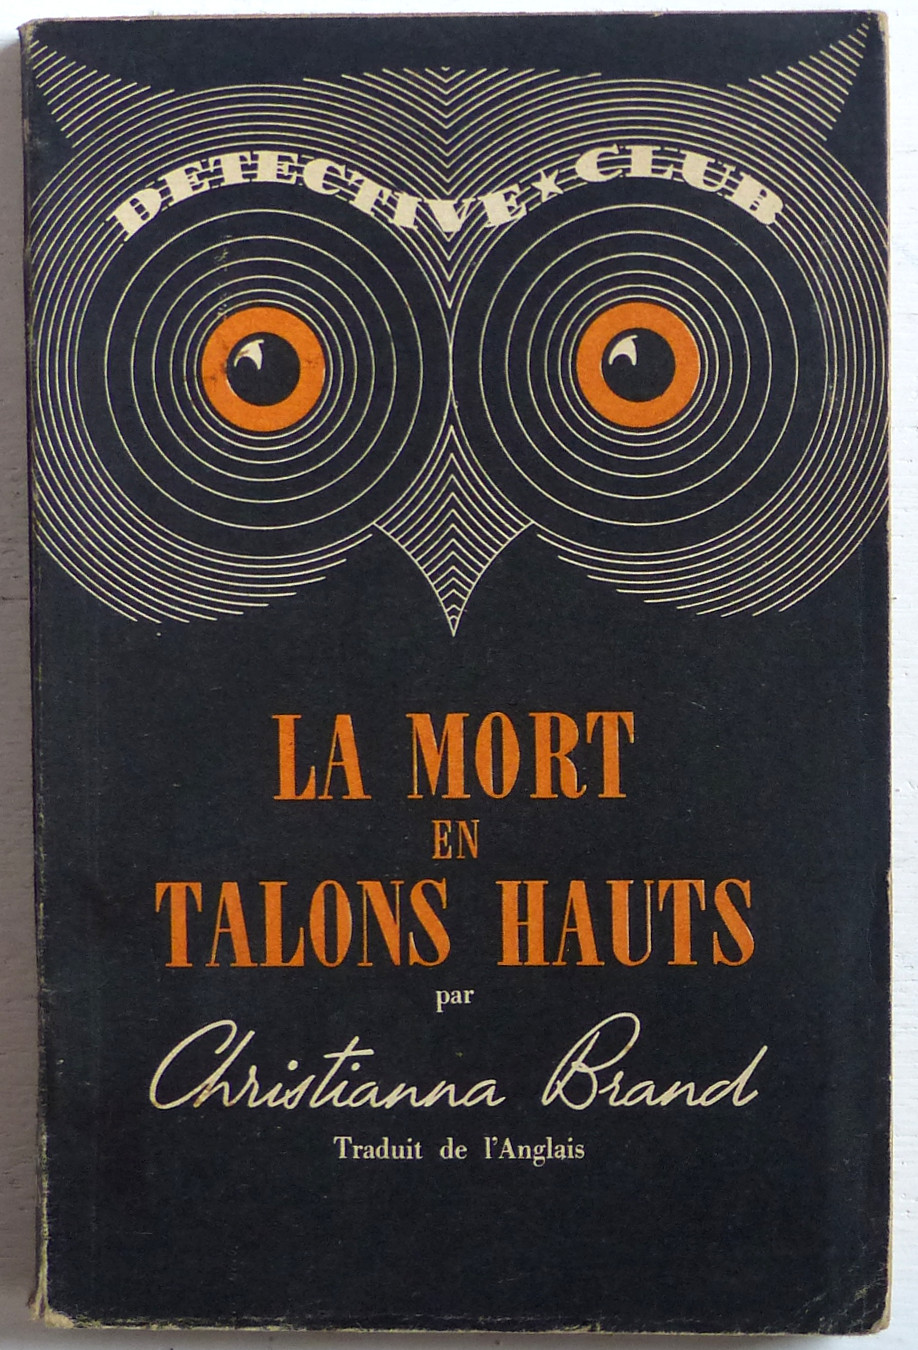 DETECTIVE★CLUB
LA MORT
EN
TALONS HAUTS
par
Christianna Brand
Traduit de l'Anglais